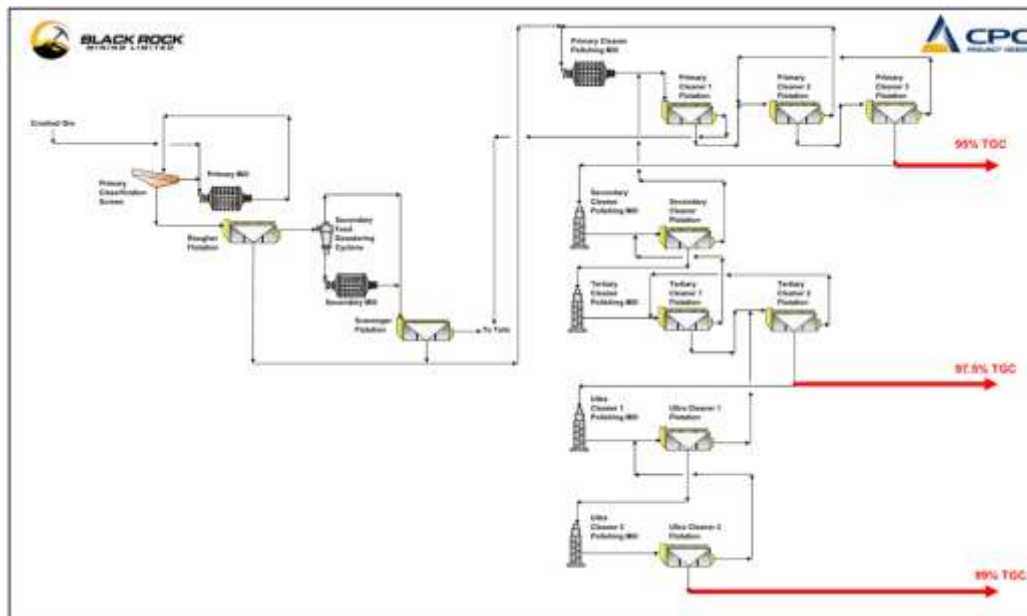 BLACK ROCK
MINING LIMITED
CPC
Crushed Ore
Primary
Classification
Screen
Primary Mill
Rougher
Flotation
Secondary
Feed
Dewatering
Cyclone
Secondary Mill
Scavenger
Flotation
To Tails
Primary Cleaner
Polishing Mill
Primary
Cleaner 1
Flotation
Primary
Cleaner 2
Flotation
Primary
Cleaner 3
Flotation
95% TGC
Secondary
Cleaner
Polishing Mill
Secondary
Cleaner
Flotation
Tertiary
Cleaner
Polishing Mill
Tertiary
Cleaner 1
Flotation
Tertiary
Cleaner 2
Flotation
97.5% TGC
Ultra
Cleaner 1
Polishing Mill
Ultra Cleaner 1
Flotation
Ultra
Cleaner 2
Polishing Mill
Ultra Cleaner 2
Flotation
99% TGC